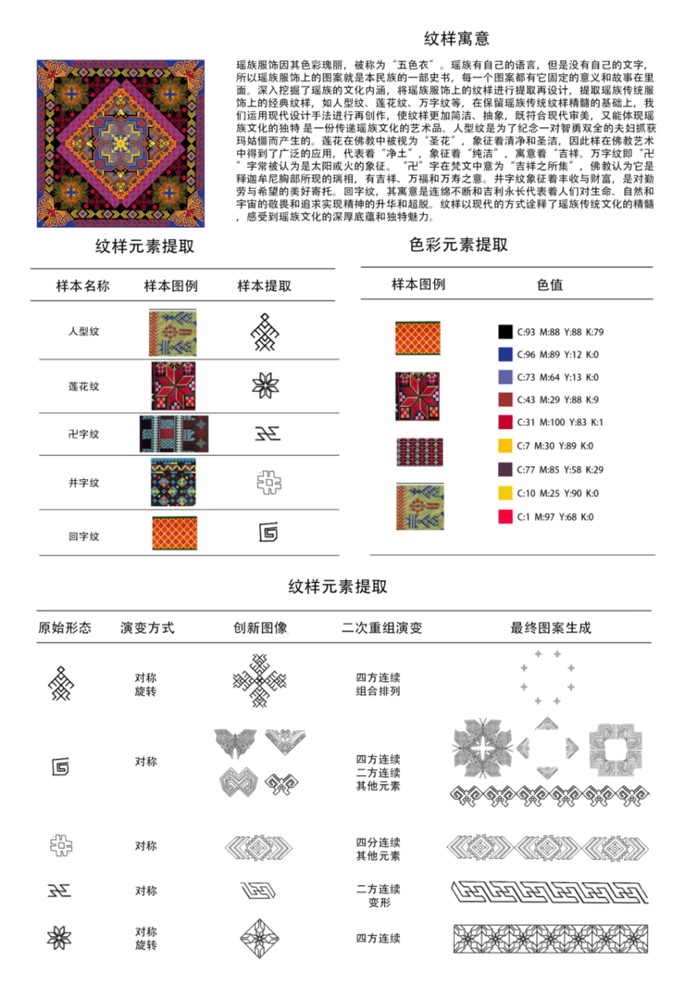 纹样寓意
瑶族服饰因其色彩瑰丽，被称为“五色衣”。瑶族有自己的语言，但是没有自己的文字，
所以瑶族服饰上的图案就是本民族的一部史书，每一个图案都有它固定的意义和故事在里
面。深入挖掘了瑶族的文化内涵，将瑶族服饰上的纹样进行提取再设计，提取瑶族传统服
饰上的经典纹样，如人型纹、莲花纹、万字纹等，在保留瑶族传统纹样精髓的基础上，我
们运用现代设计手法进行再创作，使纹样更加简洁、抽象，既符合现代审美，又能体现瑶
族文化的独特 是一份传递瑶族文化的艺术品。人型纹是为了纪念一对智勇双全的夫妇抓获
玛姑僵而产生的。莲花在佛教中被视为“圣花”，象征着清净和圣洁，因此样在佛教艺术
中得到了广泛的应用，代表着“净土”，象征着“纯洁”，寓意着“吉祥。万字纹即“卍
”字常被认为是太阳或火的象征。“卍”字在梵文中意为“吉祥之所集”，佛教认为它是
释迦牟尼胸部所现的瑞相，有吉祥、万福和万寿之意。井字纹象征着丰收与财富，是对勤
劳与希望的美好寄托。回字纹，其寓意是连绵不断和吉利永长代表着人们对生命、自然和
宇宙的敬畏和追求实现精神的升华和超脱。纹样以现代的方式诠释了瑶族传统文化的精髓
，感受到瑶族文化的深厚底蕴和独特魅力。
纹样元素提取
样本名称 样本图例 样本提取
人型纹
莲花纹
卍字纹
井字纹
回字纹
色彩元素提取
样本图例 色值
C:93 M:88 Y:88 K:79
C:96 M:89 Y:12 K:0
C:73 M:64 Y:13 K:0
C:43 M:29 Y:88 K:9
C:31 M:100 Y:83 K:1
C:7 M:30 Y:89 K:0
C:77 M:85 Y:58 K:29
C:10 M:25 Y:90 K:0
C:1 M:97 Y:68 K:0
纹样元素提取
原始形态 演变方式 创新图像 二次重组演变 最终图案生成
对称 四方连续
旋转 组合排列
对称 四方连续
二方连续
其他元素
对称 四分连续
其他元素
对称 二方连续
变形
对称 四方连续
旋转